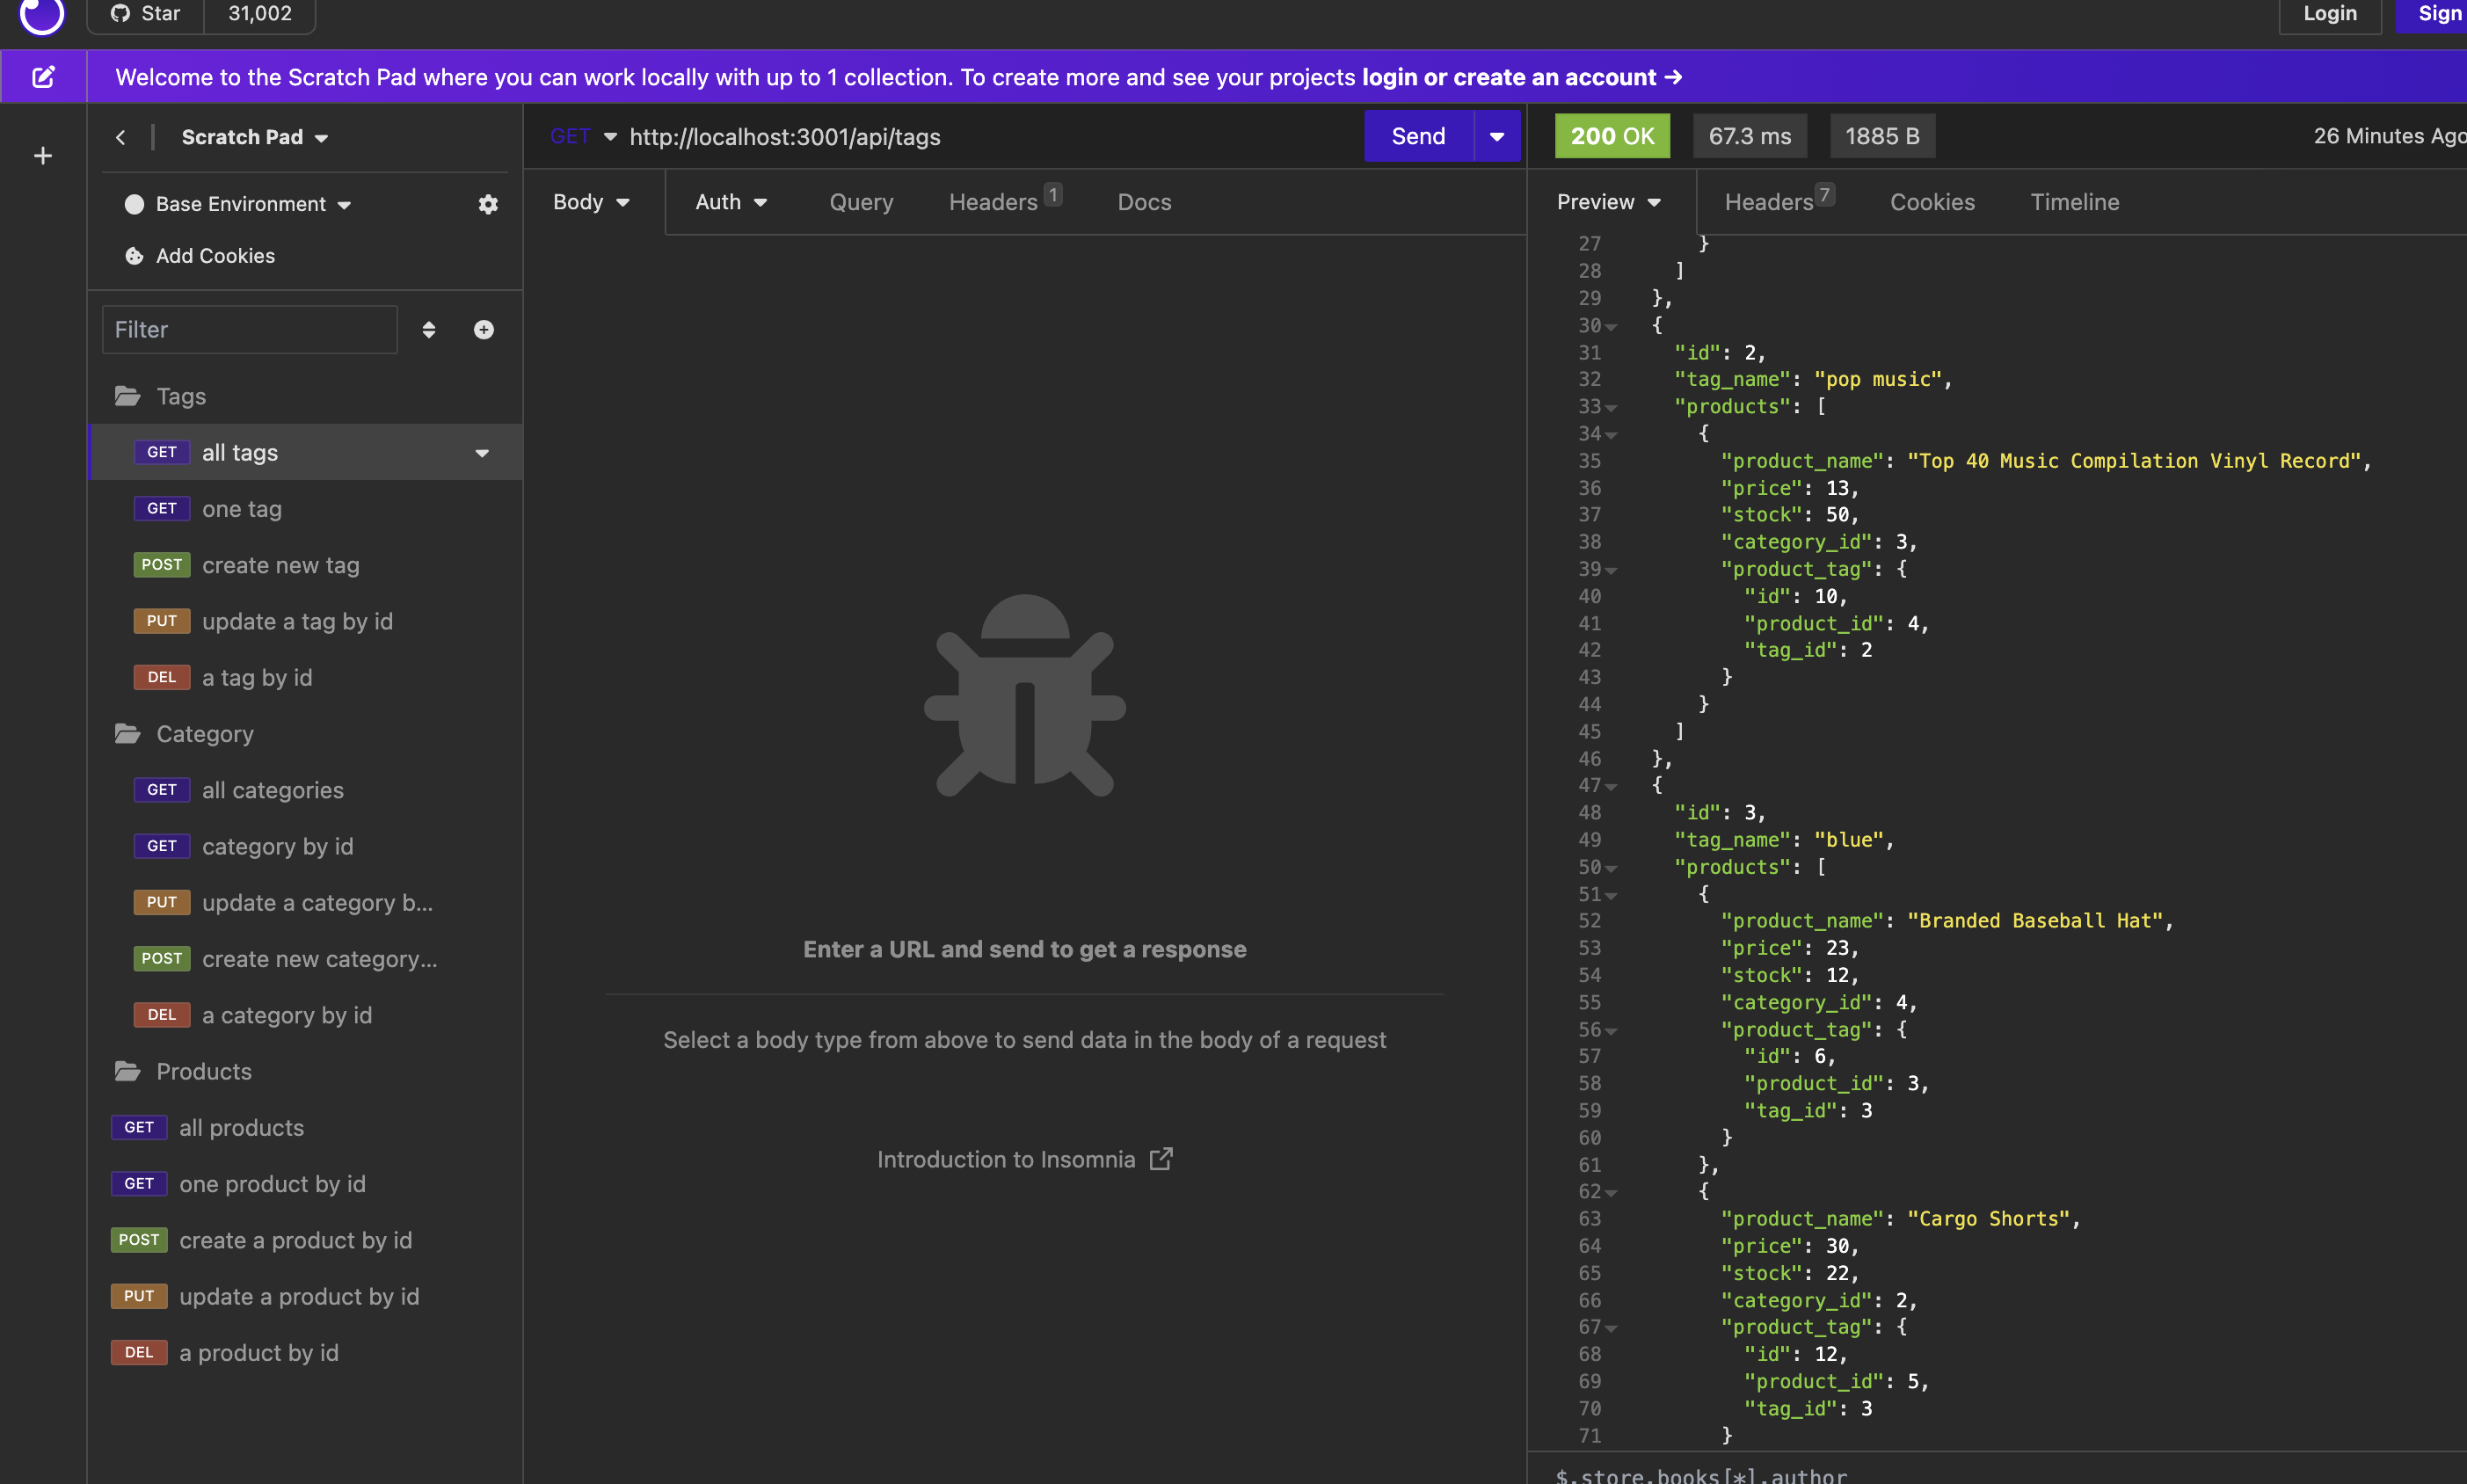 Star 31,002 Login Sign
Welcome to the Scratch Pad where you can work locally with up to 1 collection. To create more and see your projects login or create an account →
Scratch Pad
Base Environment
Add Cookies
Filter
Tags
GET all tags
GET one tag
POST create new tag
PUT update a tag by id
DEL a tag by id
Category
GET all categories
GET category by id
PUT update a category b...
POST create new category...
DEL a category by id
Products
GET all products
GET one product by id
POST create a product by id
PUT update a product by id
DEL a product by id
GET http://localhost:3001/api/tags Send
Body Auth Query Headers 1 Docs
Enter a URL and send to get a response
Select a body type from above to send data in the body of a request
Introduction to Insomnia
200 OK 67.3 ms 1885 B 26 Minutes Ago
Preview Headers 7 Cookies Timeline
27 }
28 ]
29 },
30 {
31 "id": 2,
32 "tag_name": "pop music",
33 "products": [
34 {
35 "product_name": "Top 40 Music Compilation Vinyl Record",
36 "price": 13,
37 "stock": 50,
38 "category_id": 3,
39 "product_tag": {
40 "id": 10,
41 "product_id": 4,
42 "tag_id": 2
43 }
44 }
45 ]
46 },
47 {
48 "id": 3,
49 "tag_name": "blue",
50 "products": [
51 {
52 "product_name": "Branded Baseball Hat",
53 "price": 23,
54 "stock": 12,
55 "category_id": 4,
56 "product_tag": {
57 "id": 6,
58 "product_id": 3,
59 "tag_id": 3
60 }
61 },
62 {
63 "product_name": "Cargo Shorts",
64 "price": 30,
65 "stock": 22,
66 "category_id": 2,
67 "product_tag": {
68 "id": 12,
69 "product_id": 5,
70 "tag_id": 3
71 }
$.store.books[*].author